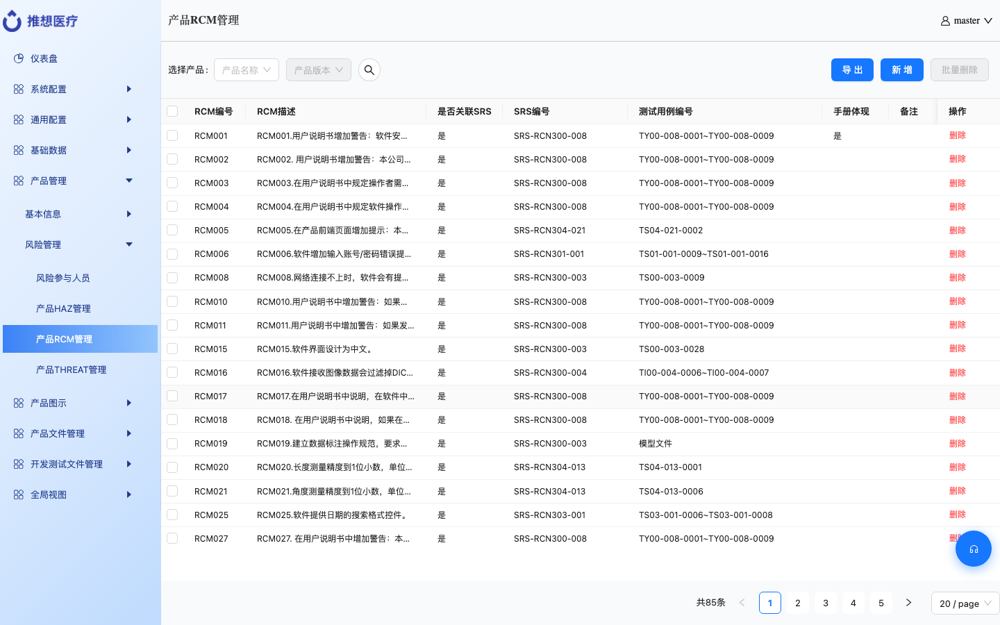 推想医疗
产品RCM管理
master
仪表盘
系统配置
通用配置
基础数据
产品管理
基本信息
风险管理
风险参与人员
产品HAZ管理
产品RCM管理
产品THREAT管理
产品图示
产品文件管理
开发测试文件管理
全局视图
选择产品： 产品名称 产品版本 导 出 新 增 批量删除
RCM编号 RCM描述 是否关联SRS SRS编号 测试用例编号 手册体现 备注 操作
RCM001 RCM001.用户说明书增加警告：软件安... 是 SRS-RCN300-008 TY00-008-0001~TY00-008-0009 是 删除
RCM002 RCM002. 用户说明书增加警告：本公司... 是 SRS-RCN300-008 TY00-008-0001~TY00-008-0009 删除
RCM003 RCM003.在用户说明书中规定操作者需... 是 SRS-RCN300-008 TY00-008-0001~TY00-008-0009 删除
RCM004 RCM004.在用户说明书中规定软件操作... 是 SRS-RCN300-008 TY00-008-0001~TY00-008-0009 删除
RCM005 RCM005.在产品前端页面增加提示：本... 是 SRS-RCN304-021 TS04-021-0002 删除
RCM006 RCM006.软件增加输入账号/密码错误提... 是 SRS-RCN301-001 TS01-001-0009~TS01-001-0016 删除
RCM008 RCM008.网络连接不上时，软件会有提... 是 SRS-RCN300-003 TS00-003-0009 删除
RCM010 RCM010.用户说明书中增加警告：如果... 是 SRS-RCN300-008 TY00-008-0001~TY00-008-0009 删除
RCM011 RCM011.用户说明书中增加警告：如果发... 是 SRS-RCN300-008 TY00-008-0001~TY00-008-0009 删除
RCM015 RCM015.软件界面设计为中文。 是 SRS-RCN300-003 TS00-003-0028 删除
RCM016 RCM016.软件接收图像数据会过滤掉DIC... 是 SRS-RCN300-004 TI00-004-0006~TI00-004-0007 删除
RCM017 RCM017.在用户说明书中说明，在软件中... 是 SRS-RCN300-008 TY00-008-0001~TY00-008-0009 删除
RCM018 RCM018. 在用户说明书中说明，如果在... 是 SRS-RCN300-008 TY00-008-0001~TY00-008-0009 删除
RCM019 RCM019.建立数据标注操作规范，要求... 是 SRS-RCN300-003 模型文件 删除
RCM020 RCM020.长度测量精度到1位小数，单位... 是 SRS-RCN304-013 TS04-013-0001 删除
RCM021 RCM021.角度测量精度到1位小数，单位... 是 SRS-RCN304-013 TS04-013-0006 删除
RCM025 RCM025.软件提供日期的搜索格式控件。 是 SRS-RCN303-001 TS03-001-0006~TS03-001-0008 删除
RCM027 RCM027. 在用户说明书中增加警告：本... 是 SRS-RCN300-008 TY00-008-0001~TY00-008-0009 删
共85条 1 2 3 4 5 20 / page